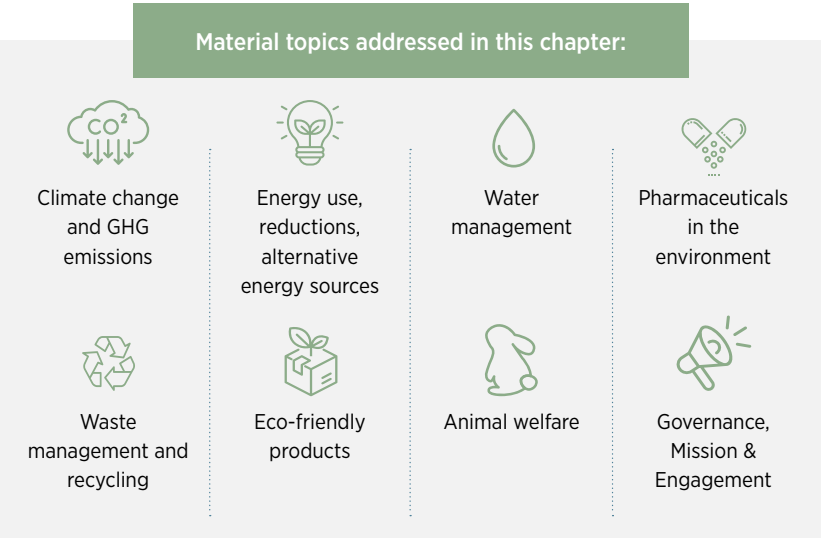 Material topics addressed in this chapter:
CO²
Climate change
and GHG
emissions
Energy use,
reductions,
alternative
energy sources
Water
management
Pharmaceuticals
in the
environment
Waste
management and
recycling
Eco-friendly
products
Animal welfare
Governance,
Mission &
Engagement